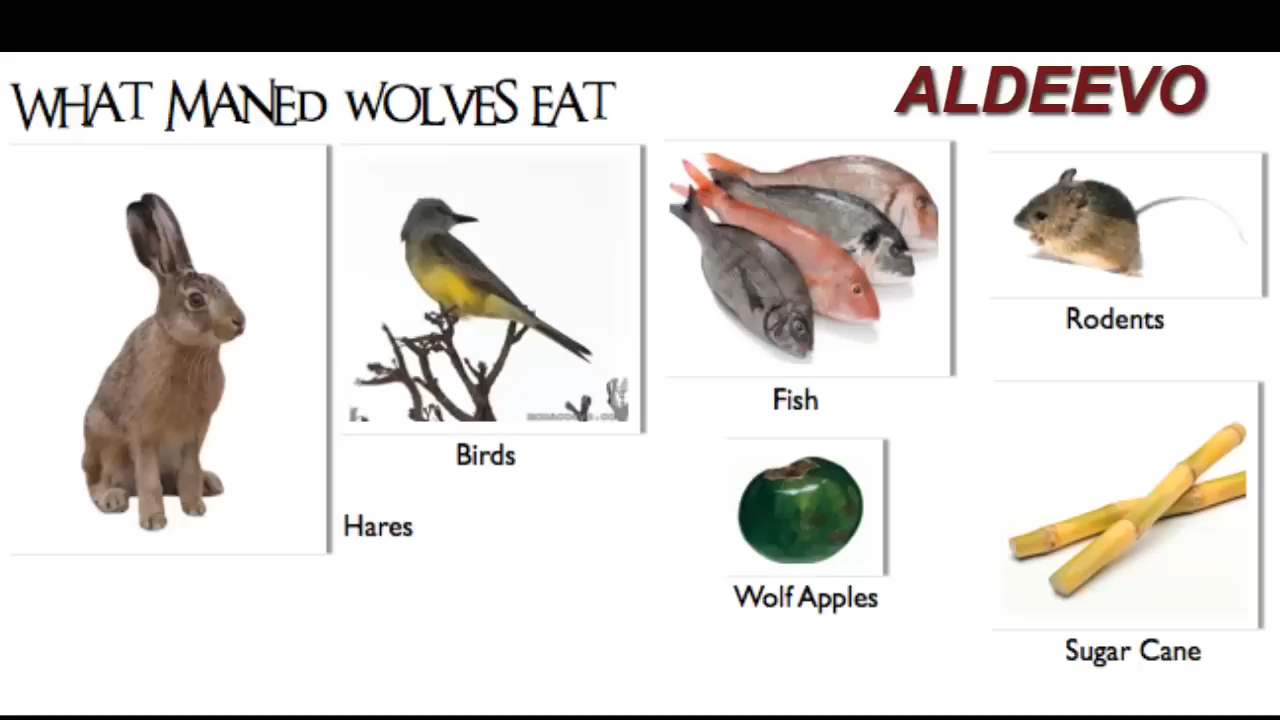 WHAT MANED WOLVES EAT
ALDEEVO
Hares
Birds
Fish
Rodents
Wolf Apples
Sugar Cane